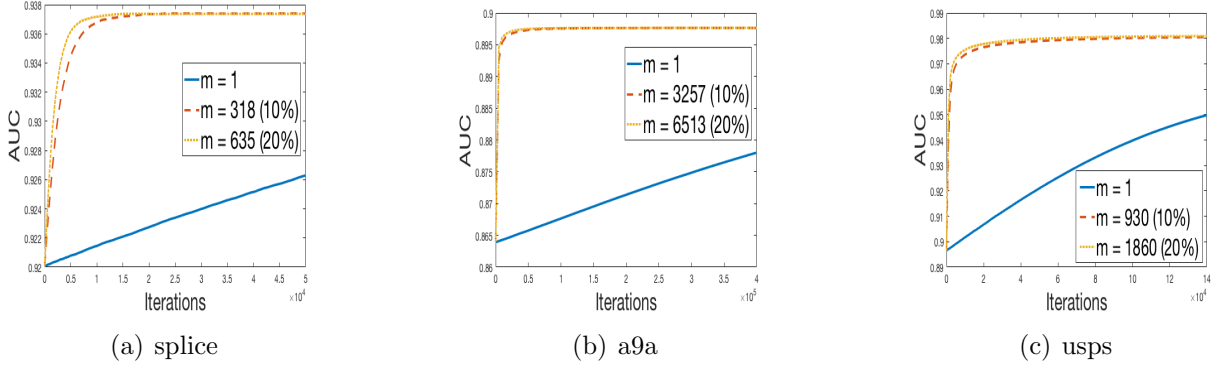 0.938
0.936
0.934
0.932
0.93
0.928
0.926
0.924
0.922
0.92
AUC
m = 1
m = 318 (10%)
m = 635 (20%)
0 0.5 1 1.5 2 2.5 3 3.5 4 4.5 5
×10^4
Iterations
(a) splice
0.9
0.895
0.89
0.885
0.88
0.875
0.87
0.865
0.86
AUC
m = 1
m = 3257 (10%)
m = 6513 (20%)
0 0.5 1 1.5 2 2.5 3 3.5 4
×10^5
Iterations
(b) a9a
0.99
0.98
0.97
0.96
0.95
0.94
0.93
0.92
0.91
0.9
0.89
AUC
m = 1
m = 930 (10%)
m = 1860 (20%)
0 2 4 6 8 10 12 14
×10^4
Iterations
(c) usps